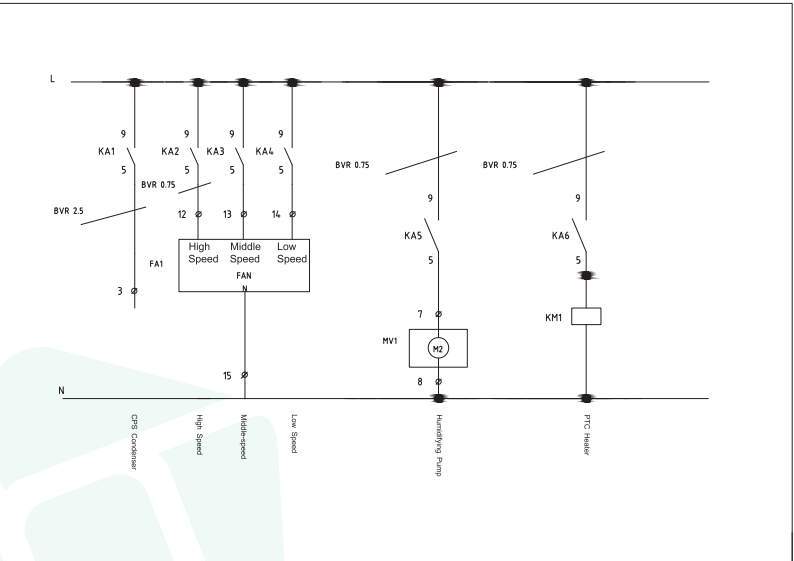 L
9 9 9 9
KA1 KA2 KA3 KA4
5 5 5 5
BVR 0.75
BVR 2.5
12 13 14
High Speed
Middle Speed
Low Speed
FA1
FAN
N
3
15
BVR 0.75
9
KA5
5
7
MV1
M2
8
BVR 0.75
9
KA6
5
KM1
N
CPS Condenser
High Speed
Middle-speed
Low Speed
Humidifying Pump
PTC Heater